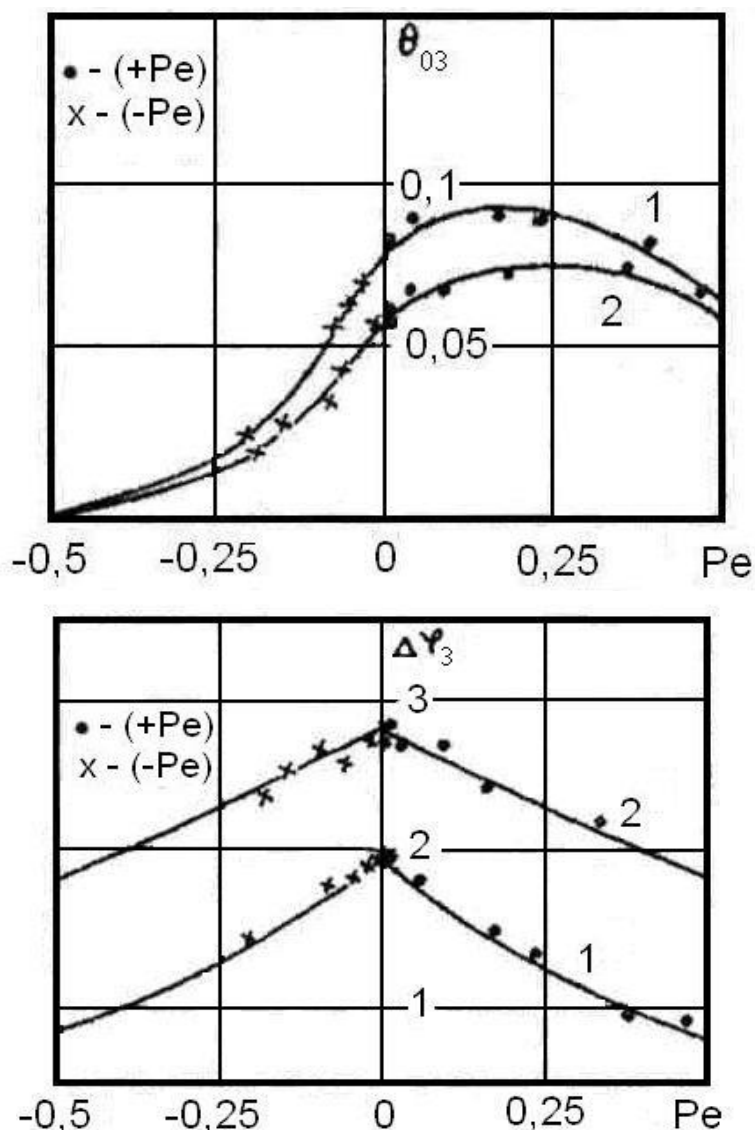 θ03
• - (+Pe)
x - (-Pe)
0,1
1
2
0,05
-0,5 -0,25 0 0,25 Pe
Δφ3
3
• - (+Pe)
x - (-Pe)
2
2
1
1
-0,5 -0,25 0 0,25 Pe